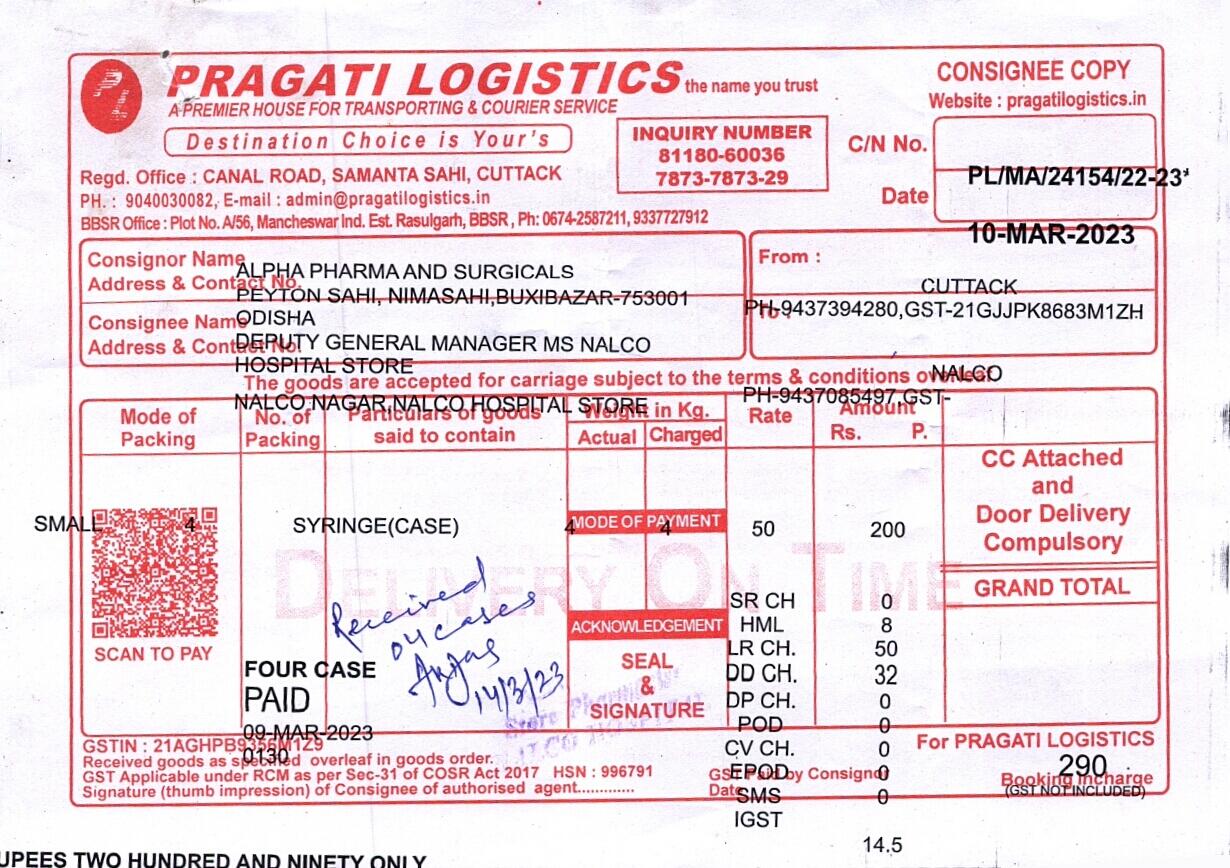 PRAGATI LOGISTICS the name you trust
A PREMIER HOUSE FOR TRANSPORTING & COURIER SERVICE
Destination Choice is Your's
CONSIGNEE COPY
Website : pragatilogistics.in
INQUIRY NUMBER
81180-60036
7873-7873-29
C/N No.
PL/MA/24154/22-23
Date
10-MAR-2023
Regd. Office : CANAL ROAD, SAMANTA SAHI, CUTTACK
PH. : 9040030082, E-mail : admin@pragatilogistics.in
BBSR Office : Plot No. A/56, Mancheswar Ind. Est. Rasulgarh, BBSR , Ph: 0674-2587211, 9337727912
Consignor Name
Address & Contact No.
ALPHA PHARMA AND SURGICALS
PEYTON SAHI, NIMASAHI,BUXIBAZAR-753001
ODISHA
From :
CUTTACK
PH-9437394280,GST-21GJJPK8683M1ZH
To :
Consignee Name
Address & Contact No.
DEPUTY GENERAL MANAGER MS NALCO
HOSPITAL STORE
NALCO NAGAR,NALCO HOSPITAL STORE
NALCO
PH-9437085497,GST-
The goods are accepted for carriage subject to the terms & conditions overleaf
Mode of Packing
No. of Packing
Particulars of goods said to contain
Weight in Kg.
Actual Charged
Rate
Amount
Rs. P.
CC Attached
and
Door Delivery
Compulsory
GRAND TOTAL
SMALL 4 SYRINGE(CASE) 4 4 50 200
MODE OF PAYMENT
DELIVERY ON TIME
SCAN TO PAY
Received
04 cases
14/3/23
ACKNOWLEDGEMENT
SEAL
&
SIGNATURE
SR CH 0
HML 8
LR CH. 50
DD CH. 32
DP CH. 0
POD 0
CV CH. 0
EPOD 0
SMS 0
IGST
14.5
FOUR CASE
PAID
09-MAR-2023
0130
GSTIN : 21AGHPB9356M1Z9
Received goods as specified overleaf in goods order.
GST Applicable under RCM as per Sec-31 of COSR Act 2017 HSN : 996791
Signature (thumb impression) of Consignee of authorised agent.............
GST Paid by Consignor
Date
For PRAGATI LOGISTICS
290
Booking Incharge
(GST NOT INCLUDED)
UPEES TWO HUNDRED AND NINETY ONLY